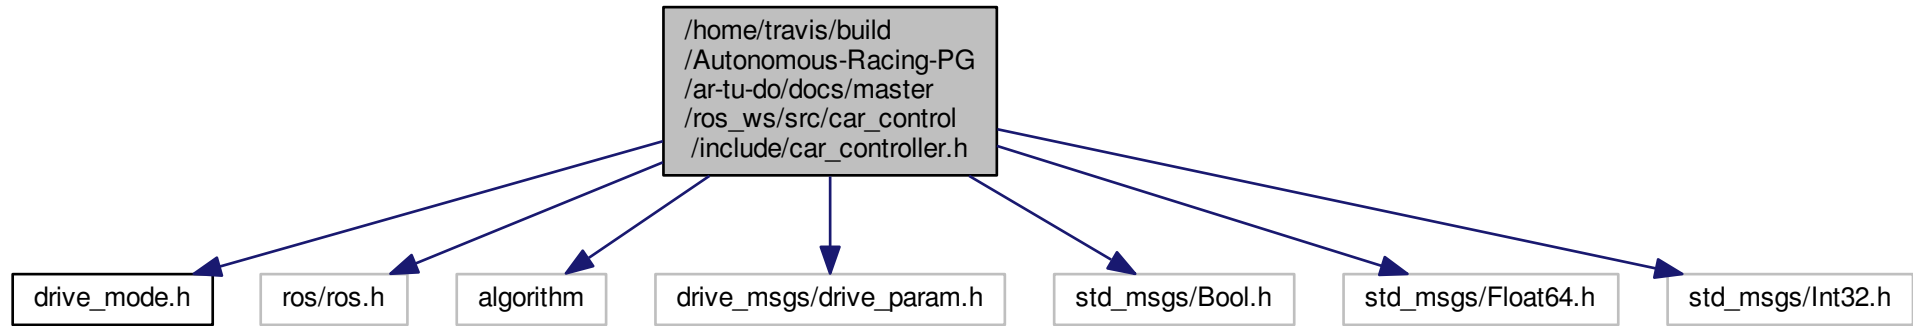 /home/travis/build
/Autonomous-Racing-PG
/ar-tu-do/docs/master
/ros_ws/src/car_control
/include/car_controller.h
drive_mode.h
ros/ros.h
algorithm
drive_msgs/drive_param.h
std_msgs/Bool.h
std_msgs/Float64.h
std_msgs/Int32.h